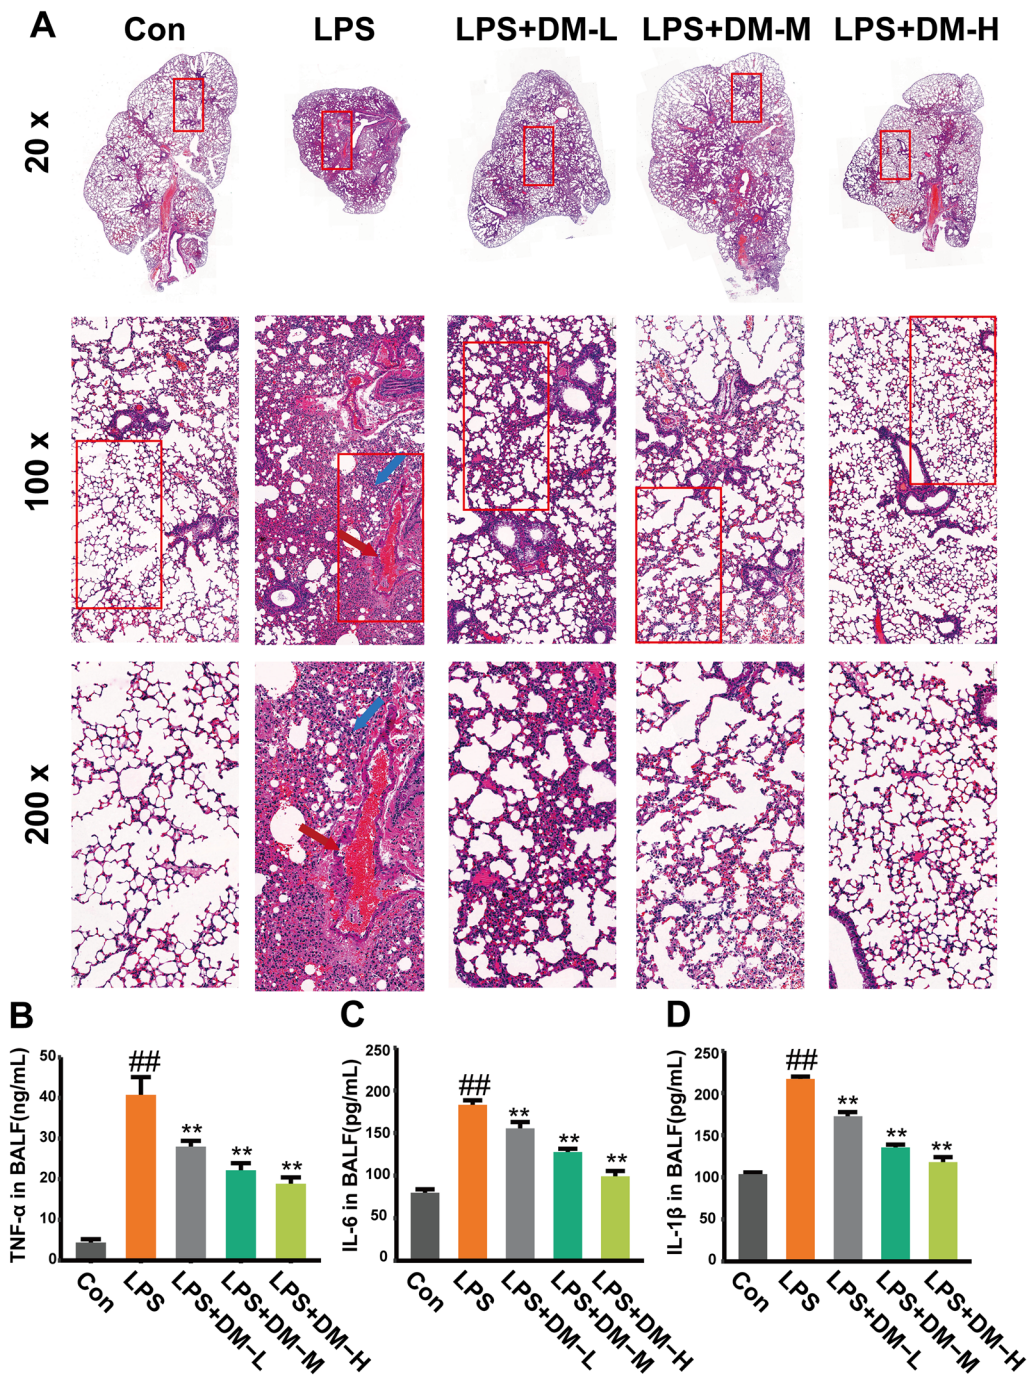 A
Con LPS LPS+DM-L LPS+DM-M LPS+DM-H
20 x
100 x
200 x
B
TNF-α in BALF(ng/mL)
50
40
30
20
10
0
##
**
**
**
Con
LPS
LPS+DM-L
LPS+DM-M
LPS+DM-H
C
IL-6 in BALF(pg/mL)
250
200
150
100
50
0
##
**
**
**
Con
LPS
LPS+DM-L
LPS+DM-M
LPS+DM-H
D
IL-1β in BALF(pg/mL)
250
200
150
100
50
0
##
**
**
**
Con
LPS
LPS+DM-L
LPS+DM-M
LPS+DM-H